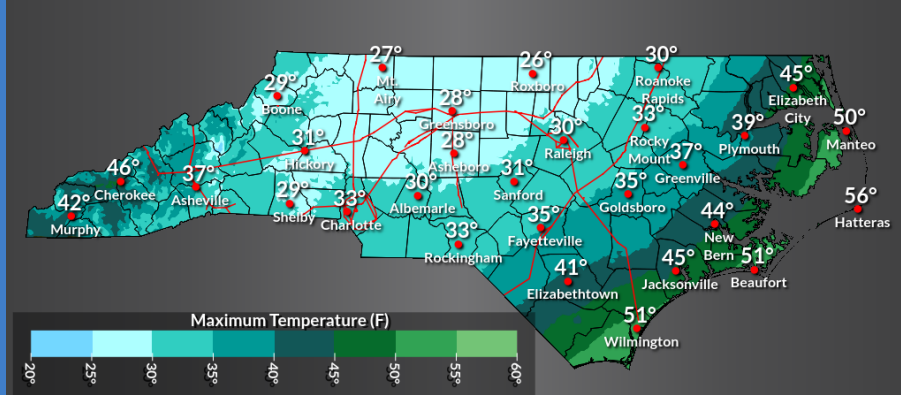 27°
Mt.
Airy
26°
Roxboro
30°
Roanoke
Rapids
45°
Elizabeth
City
29°
Boone
28°
Greensboro
33°
Rocky
Mount
39°
Plymouth
50°
Manteo
31°
Hickory
28°
Asheboro
30°
Raleigh
37°
Greenville
46°
Cherokee
37°
Asheville
29°
Shelby
33°
Charlotte
30°
Albemarle
31°
Sanford
35°
Goldsboro
56°
Hatteras
42°
Murphy
33°
Rockingham
35°
Fayetteville
44°
New
Bern
41°
Elizabethtown
45°
Jacksonville
51°
Beaufort
51°
Wilmington
Maximum Temperature (F)
20°
25°
30°
35°
40°
45°
50°
55°
60°